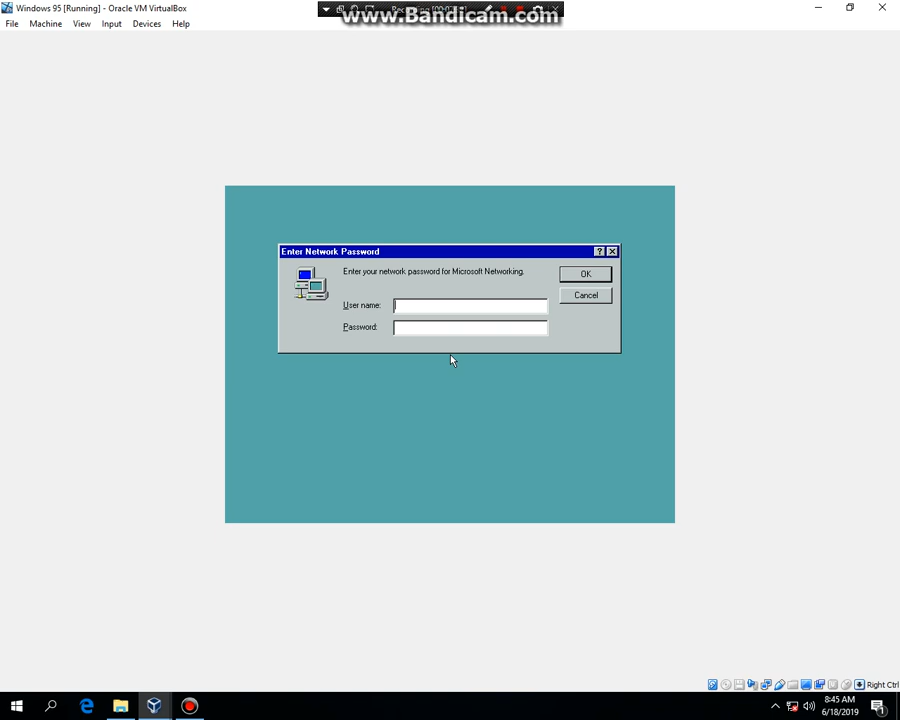 Windows 95 [Running] - Oracle VM VirtualBox
www.Bandicam.com
File Machine View Input Devices Help
Enter Network Password
Enter your network password for Microsoft Networking.
OK
User name:
Cancel
Password:
Right Ctrl
8:45 AM
6/18/2019